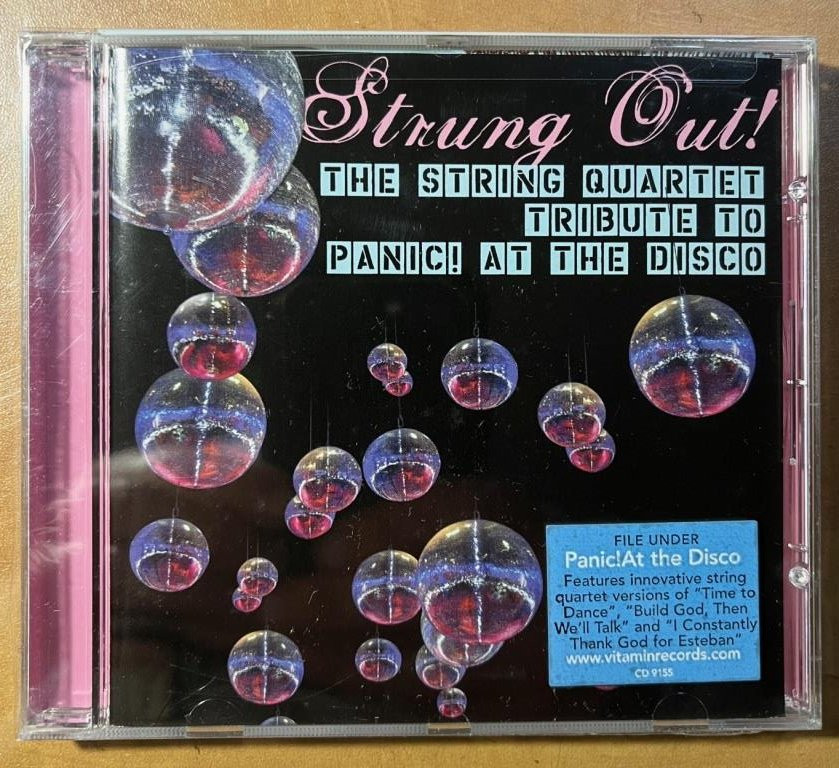 Strung Out!
THE STRING QUARTET
TRIBUTE TO
PANIC! AT THE DISCO
FILE UNDER
Panic!At the Disco
Features innovative string
quartet versions of "Time to
Dance", "Build God, Then
We'll Talk" and "I Constantly
Thank God for Esteban"
www.vitaminrecords.com
CD 9155